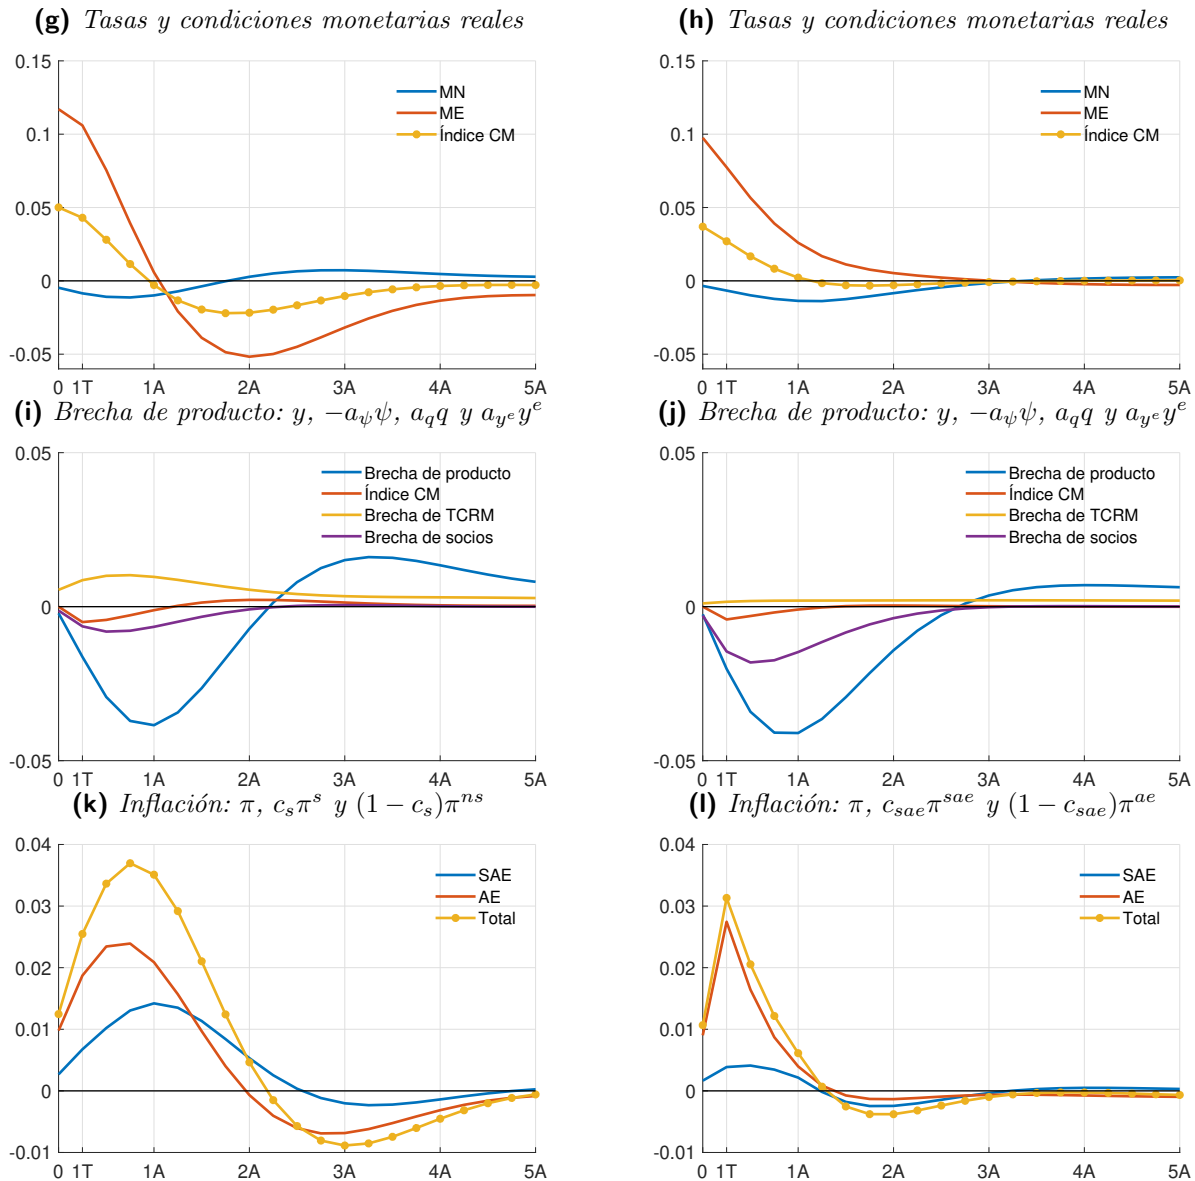 (g) Tasas y condiciones monetarias reales
0.15
0.1
0.05
0
-0.05
MN
ME
Índice CM
0 1T 1A 2A 3A 4A 5A
(h) Tasas y condiciones monetarias reales
0.15
0.1
0.05
0
-0.05
MN
ME
Índice CM
0 1T 1A 2A 3A 4A 5A
(i) Brecha de producto: y, −a_ψψ, a_qq y a_{y^e}y^e
0.05
0
-0.05
Brecha de producto
Índice CM
Brecha de TCRM
Brecha de socios
0 1T 1A 2A 3A 4A 5A
(j) Brecha de producto: y, −a_ψψ, a_qq y a_{y^e}y^e
0.05
0
-0.05
Brecha de producto
Índice CM
Brecha de TCRM
Brecha de socios
0 1T 1A 2A 3A 4A 5A
(k) Inflación: π, c_sπ^s y (1 − c_s)π^{ns}
0.04
0.03
0.02
0.01
0
-0.01
SAE
AE
Total
0 1T 1A 2A 3A 4A 5A
(l) Inflación: π, c_{sae}π^{sae} y (1 − c_{sae})π^{ae}
0.04
0.03
0.02
0.01
0
-0.01
SAE
AE
Total
0 1T 1A 2A 3A 4A 5A